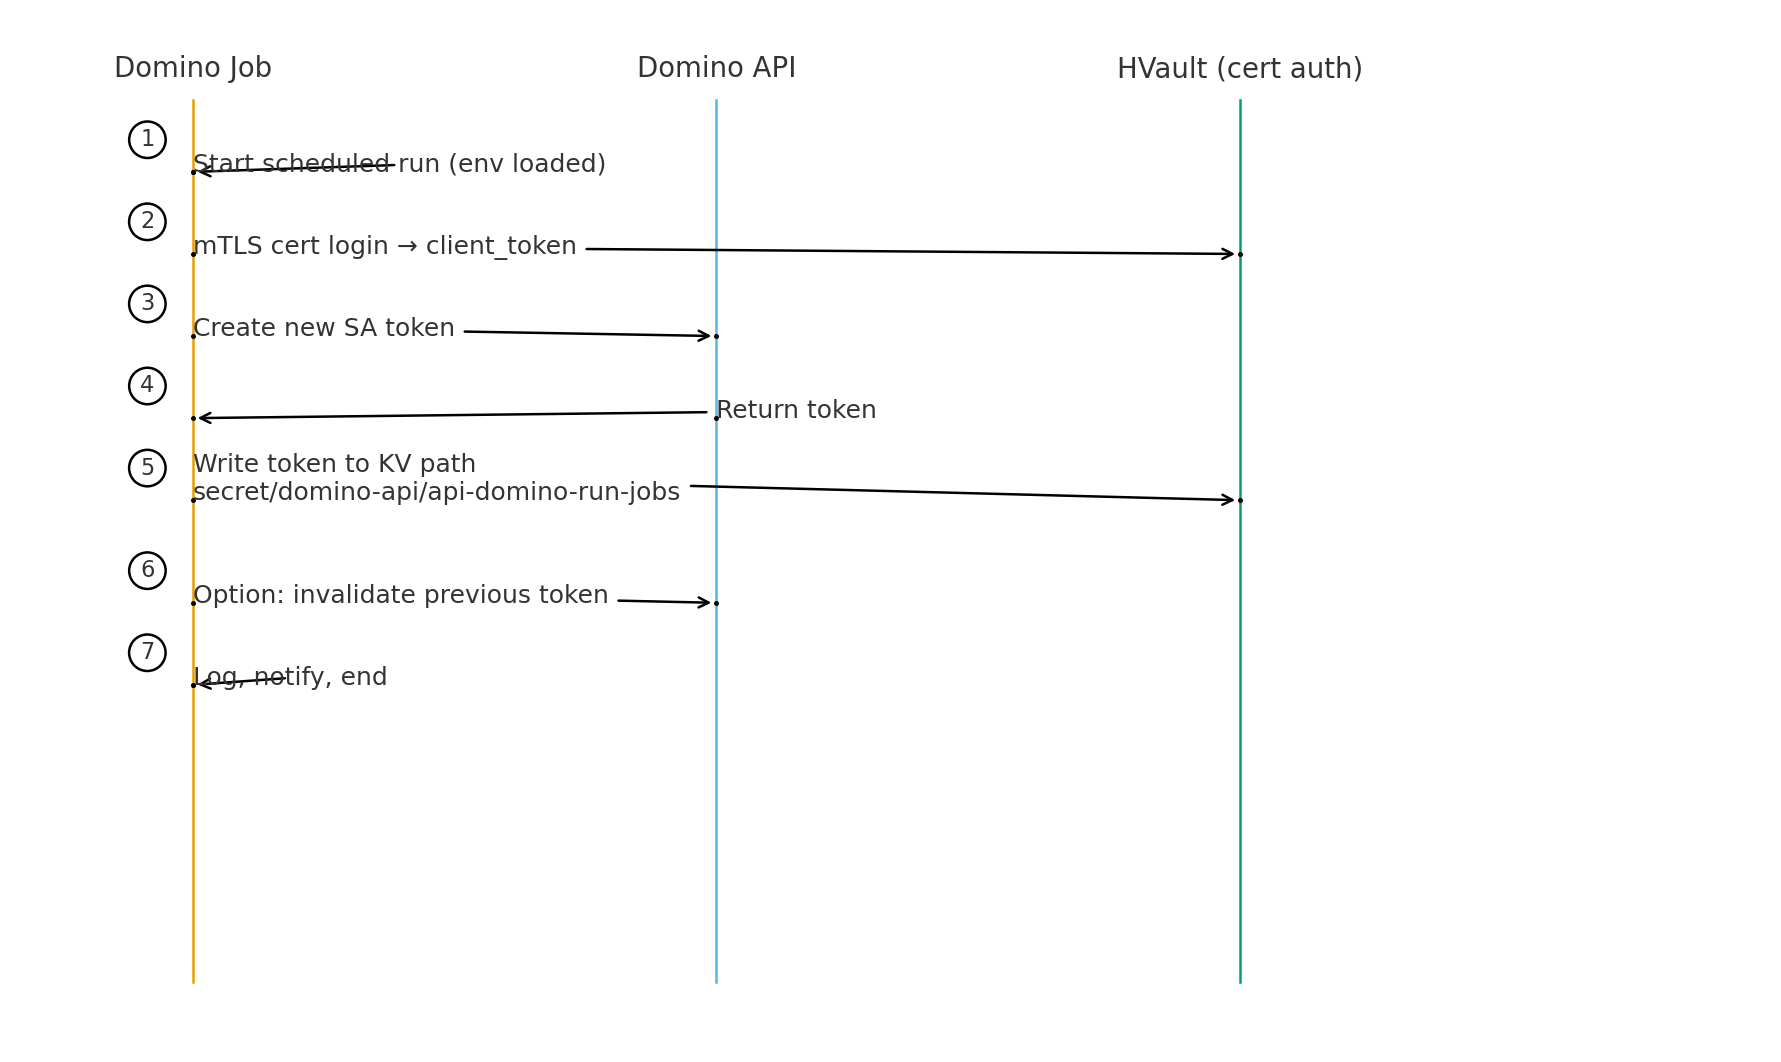 Domino Job
Domino API
HVault (cert auth)
1
Start scheduled run (env loaded)
2
mTLS cert login → client_token
3
Create new SA token
4
Return token
5
Write token to KV path
secret/domino-api/api-domino-run-jobs
6
Option: invalidate previous token
7
Log, notify, end